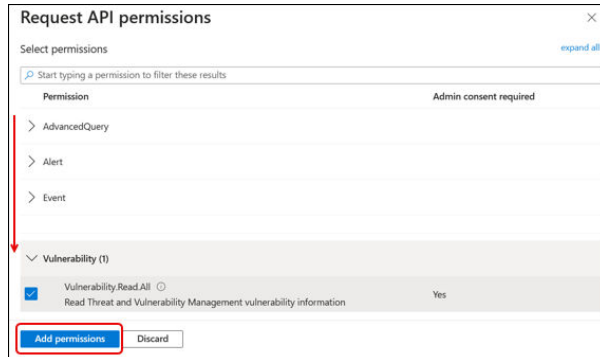 Request API permissions
Select permissions
expand all
Start typing a permission to filter these results
Permission Admin consent required
AdvancedQuery
Alert
Event
Vulnerability (1)
Vulnerability.Read.All
Read Threat and Vulnerability Management vulnerability information
Yes
Add permissions Discard